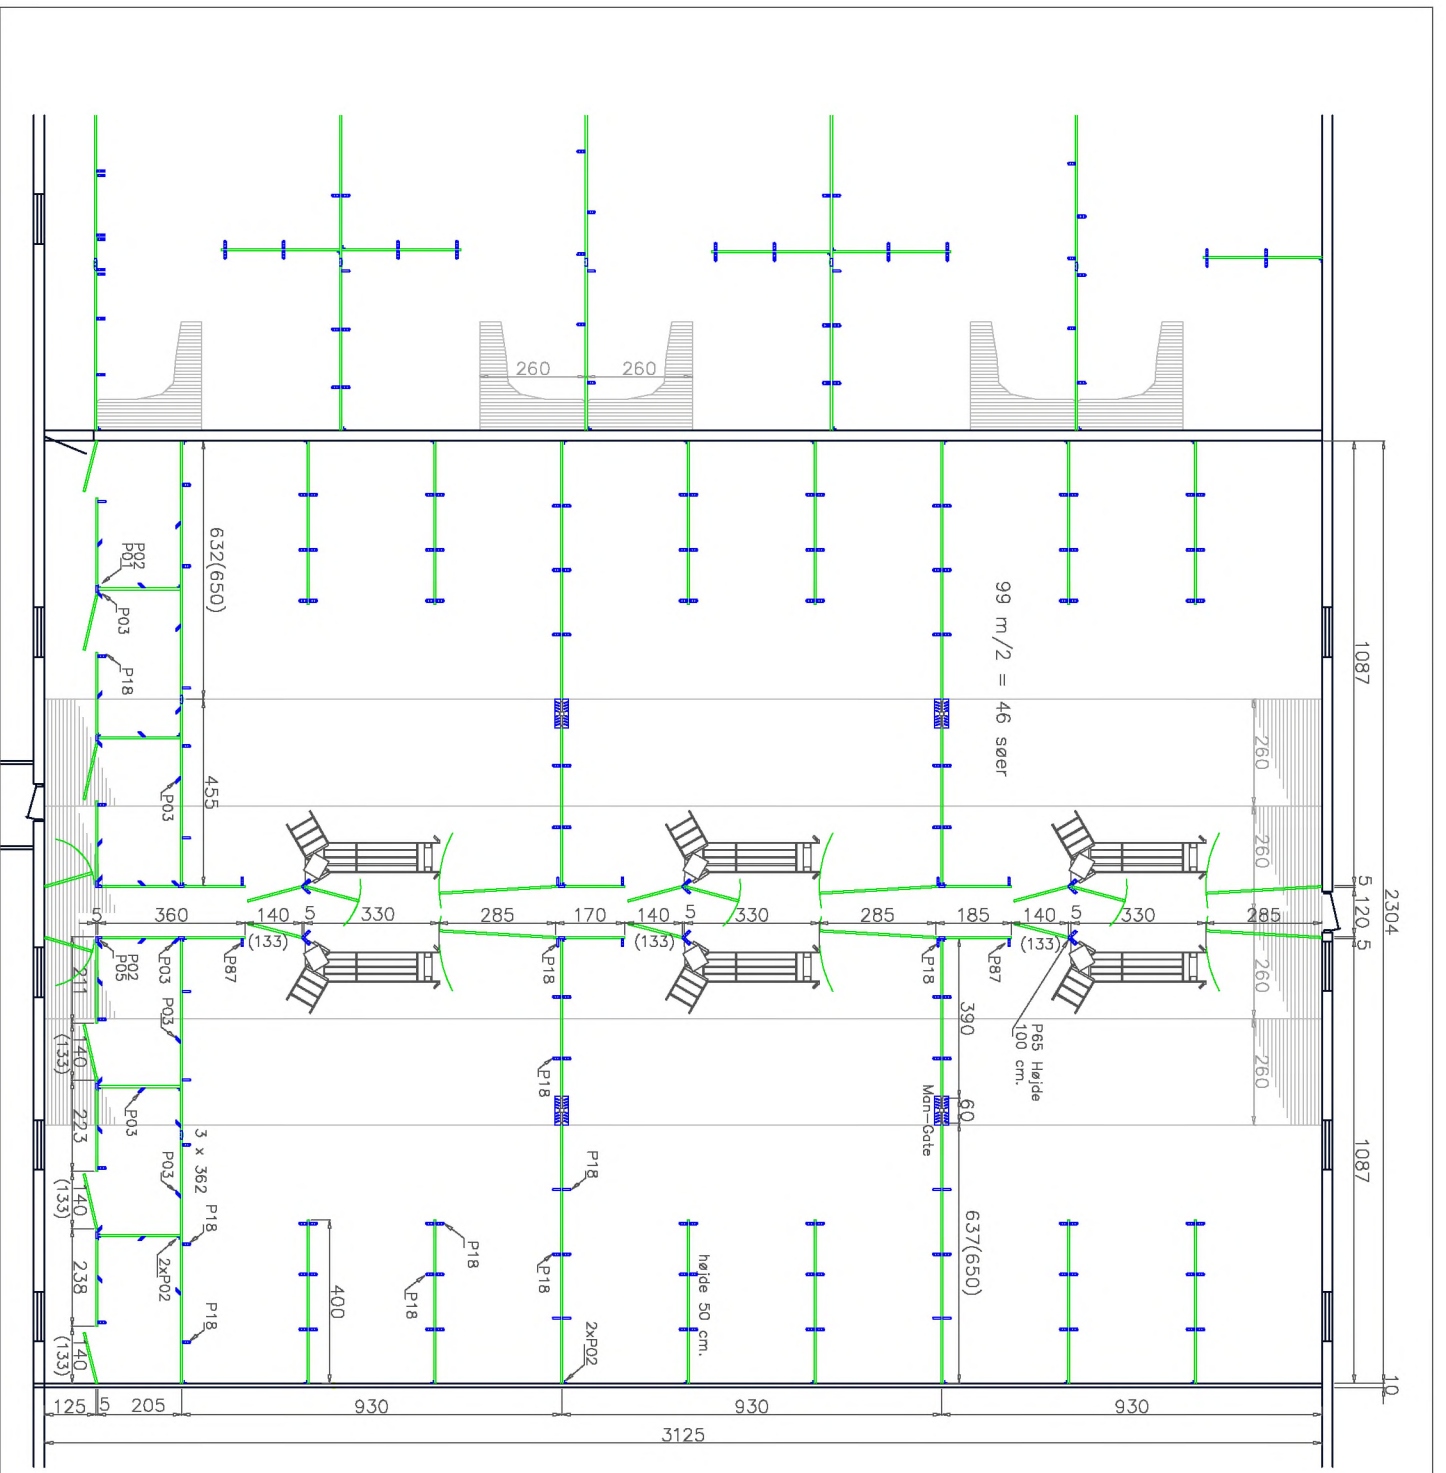 260
260
2304
1087
5
120
5
1087
10
632(650)
455
P02
P01
P03
P18
P03
99 m/2 = 46 søer
260
260
260
260
5
360
140
(133)
5
330
285
170
140
(133)
5
330
285
185
140
(133)
5
330
285
P02
P05
P03
P87
P18
P18
P87
P65 Højde
100 cm.
390
60
Man-Gate
637(650)
211
140
(133)
223
140
(133)
238
140
(133)
P03
P03
3 x 362
P03
P18
2xP02
P18
P18
P18
P18
P18
P18
400
højde 50 cm.
2xP02
125
5
205
930
930
930
3125